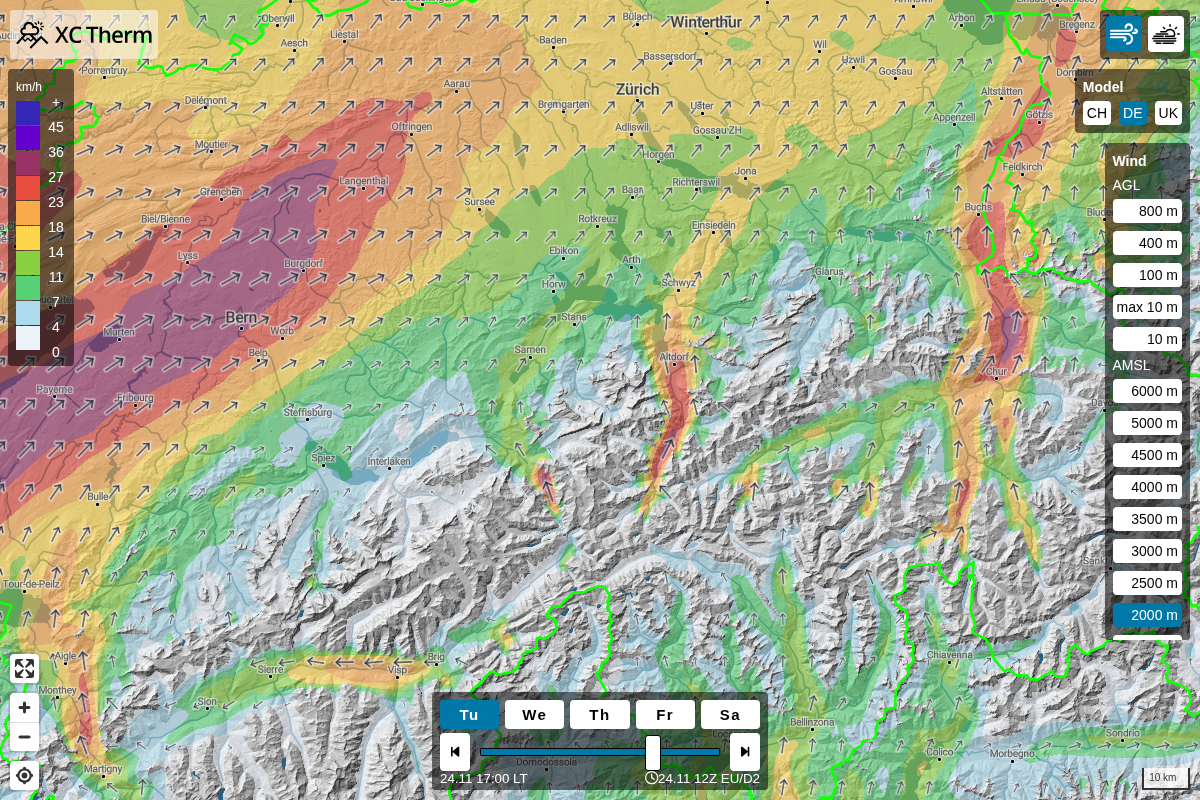 XC Therm
Oberwil
Liestal
Aesch
Porrentruy
Delémont
Moutier
Grenchen
Biel/Bienne
Lyss
Burgdorf
Langenthal
Oftringen
Aarau
Baden
Bülach
Winterthur
Bassersdorf
Wil
Uzwil
Gossau
Arbon
Bregenz
Dornbirn
Altstätten
Götzis
Appenzell
Feldkirch
Buchs
Zürich
Bremgarten
Adliswil
Uster
Gossau ZH
Horgen
Baar
Richterswil
Jona
Sursee
Rotkreuz
Einsiedeln
Ebikon
Arth
Horw
Schwyz
Glarus
Stans
Sarnen
Altdorf
Chur
Bern
Worb
Belp
Murten
Payerne
Fribourg
Steffisburg
Spiez
Interlaken
Bulle
Tour-de-Peilz
Aigle
Monthey
Martigny
Sion
Sierre
Visp
Brig
Domodossola
Bellinzona
Chiavenna
Colico
Morbegno
Sondrio
km/h
+
45
36
27
23
18
14
11
7
4
0
Model
CH DE UK
Wind
AGL
800 m
400 m
100 m
max 10 m
10 m
AMSL
6000 m
5000 m
4500 m
4000 m
3500 m
3000 m
2500 m
2000 m
+
−
Tu We Th Fr Sa
24.11 17:00 LT 24.11 12Z EU/D2
10 km